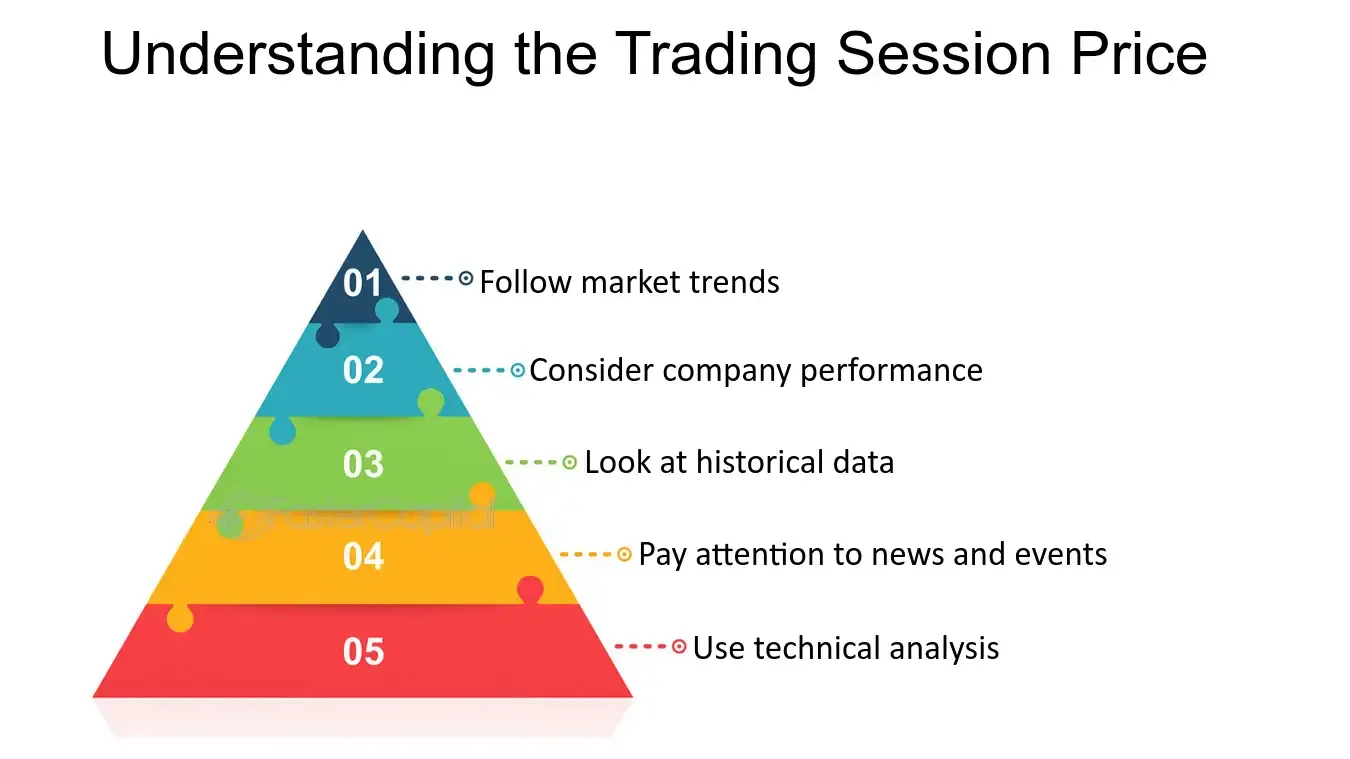 Understanding the Trading Session Price
01 Follow market trends
02 Consider company performance
03 Look at historical data
FasterCapital
04 Pay attention to news and events
05 Use technical analysis